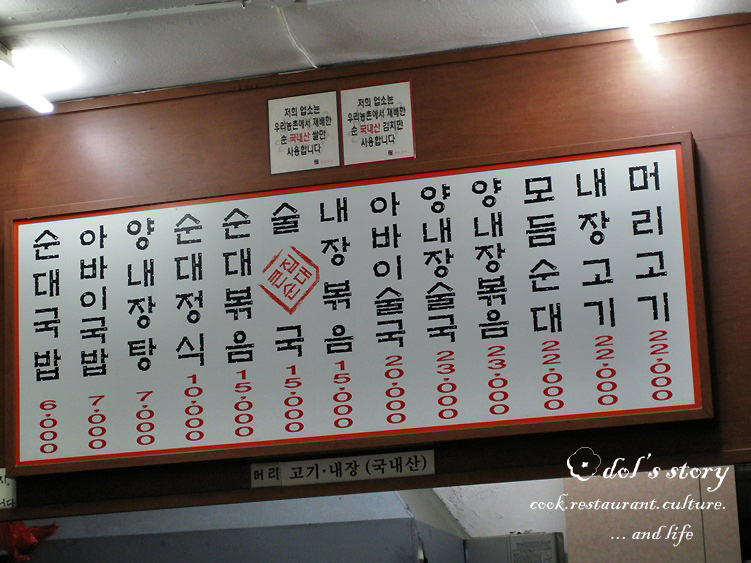 저희 업소는
우리농촌에서 재배한
순 국내산 쌀만
사용합니다
저희 업소는
우리농촌에서 재배한
순 국내산 김치만
사용합니다
순대국밥 6,000
아바이국밥 7,000
양내장탕 7,000
순대정식 10,000
순대볶음 15,000
술국 15,000
내장볶음 15,000
아바이술국 20,000
양내장술국 23,000
양내장볶음 23,000
모듬순대 22,000
내장고기 22,000
머리고기 22,000
머리 고기·내장 (국내산)
dol's story
cook.restaurant.culture.
... and life